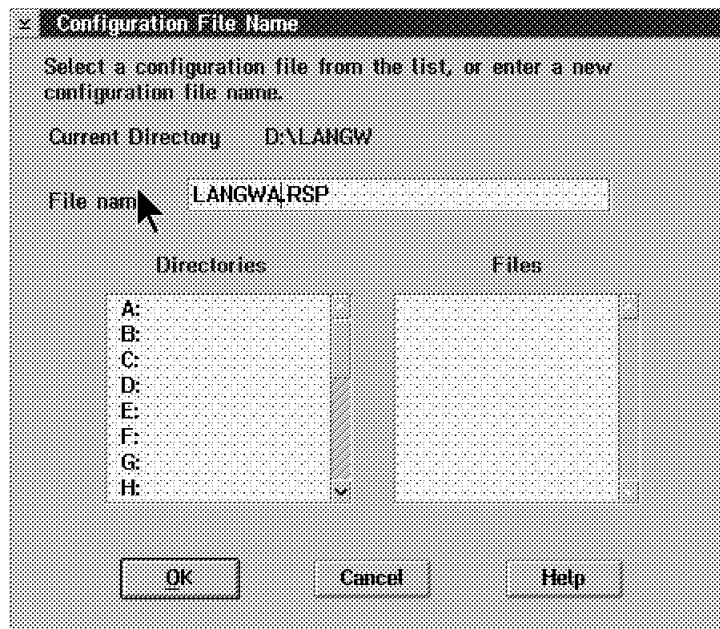 Configuration File Name
Select a configuration file from the list, or enter a new
configuration file name.
Current Directory D:\LANGW
File nam
LANGWA.RSP
Directories Files
A:
B:
C:
D:
E:
F:
G:
H:
OK Cancel Help